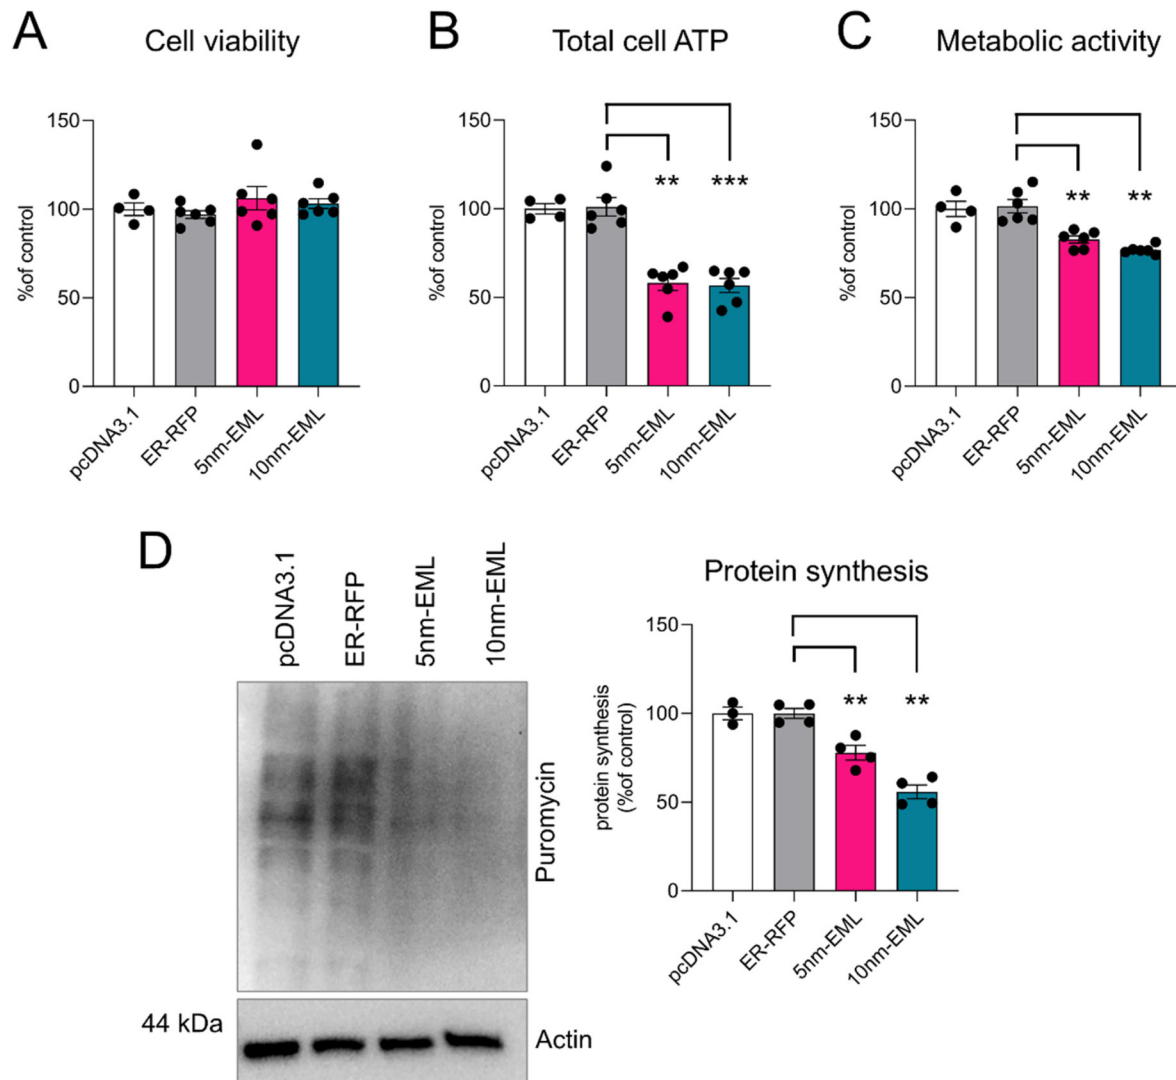 A
Cell viability
150
100
50
0
%of control
pcDNA3.1
ER-RFP
5nm-EML
10nm-EML
B
Total cell ATP
150
100
50
0
%of control
**
***
pcDNA3.1
ER-RFP
5nm-EML
10nm-EML
C
Metabolic activity
150
100
50
0
%of control
**
**
pcDNA3.1
ER-RFP
5nm-EML
10nm-EML
D
pcDNA3.1
ER-RFP
5nm-EML
10nm-EML
Puromycin
44 kDa
Actin
Protein synthesis
150
100
50
0
protein synthesis
(%of control)
**
**
pcDNA3.1
ER-RFP
5nm-EML
10nm-EML